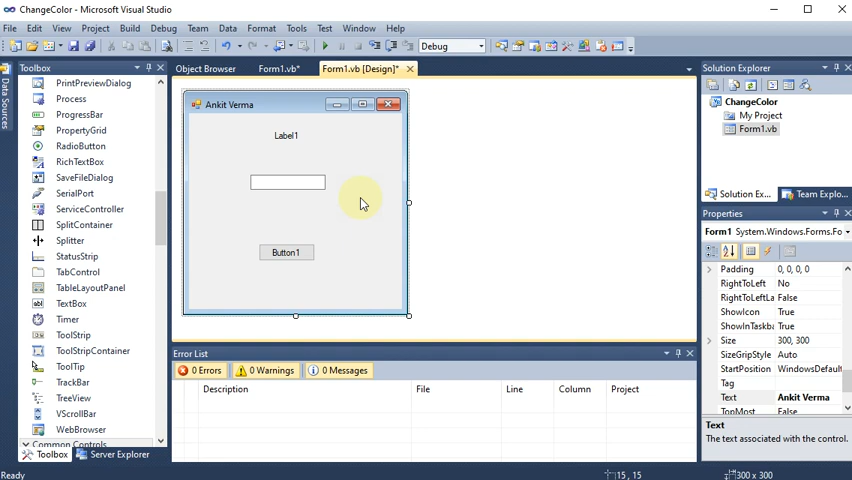 ChangeColor - Microsoft Visual Studio
File Edit View Project Build Debug Team Data Format Tools Test Window Help
Debug
Data Sources
Toolbox
PrintPreviewDialog
Process
ProgressBar
PropertyGrid
RadioButton
RichTextBox
SaveFileDialog
SerialPort
ServiceController
SplitContainer
Splitter
StatusStrip
TabControl
TableLayoutPanel
TextBox
Timer
ToolStrip
ToolStripContainer
ToolTip
TrackBar
TreeView
VScrollBar
WebBrowser
Common Controls
Toolbox Server Explorer
Object Browser Form1.vb* Form1.vb [Design]*
Ankit Verma
Label1
Button1
Error List
0 Errors 0 Warnings 0 Messages
Description File Line Column Project
Solution Explorer
ChangeColor
My Project
Form1.vb
Solution Ex... Team Explo...
Properties
Form1 System.Windows.Forms.Fo
Padding 0, 0, 0, 0
RightToLeft No
RightToLeftLa False
ShowIcon True
ShowInTaskba True
Size 300, 300
SizeGripStyle Auto
StartPosition WindowsDefault
Tag
Text Ankit Verma
TopMost False
Text
The text associated with the control.
Ready 15, 15 300 x 300